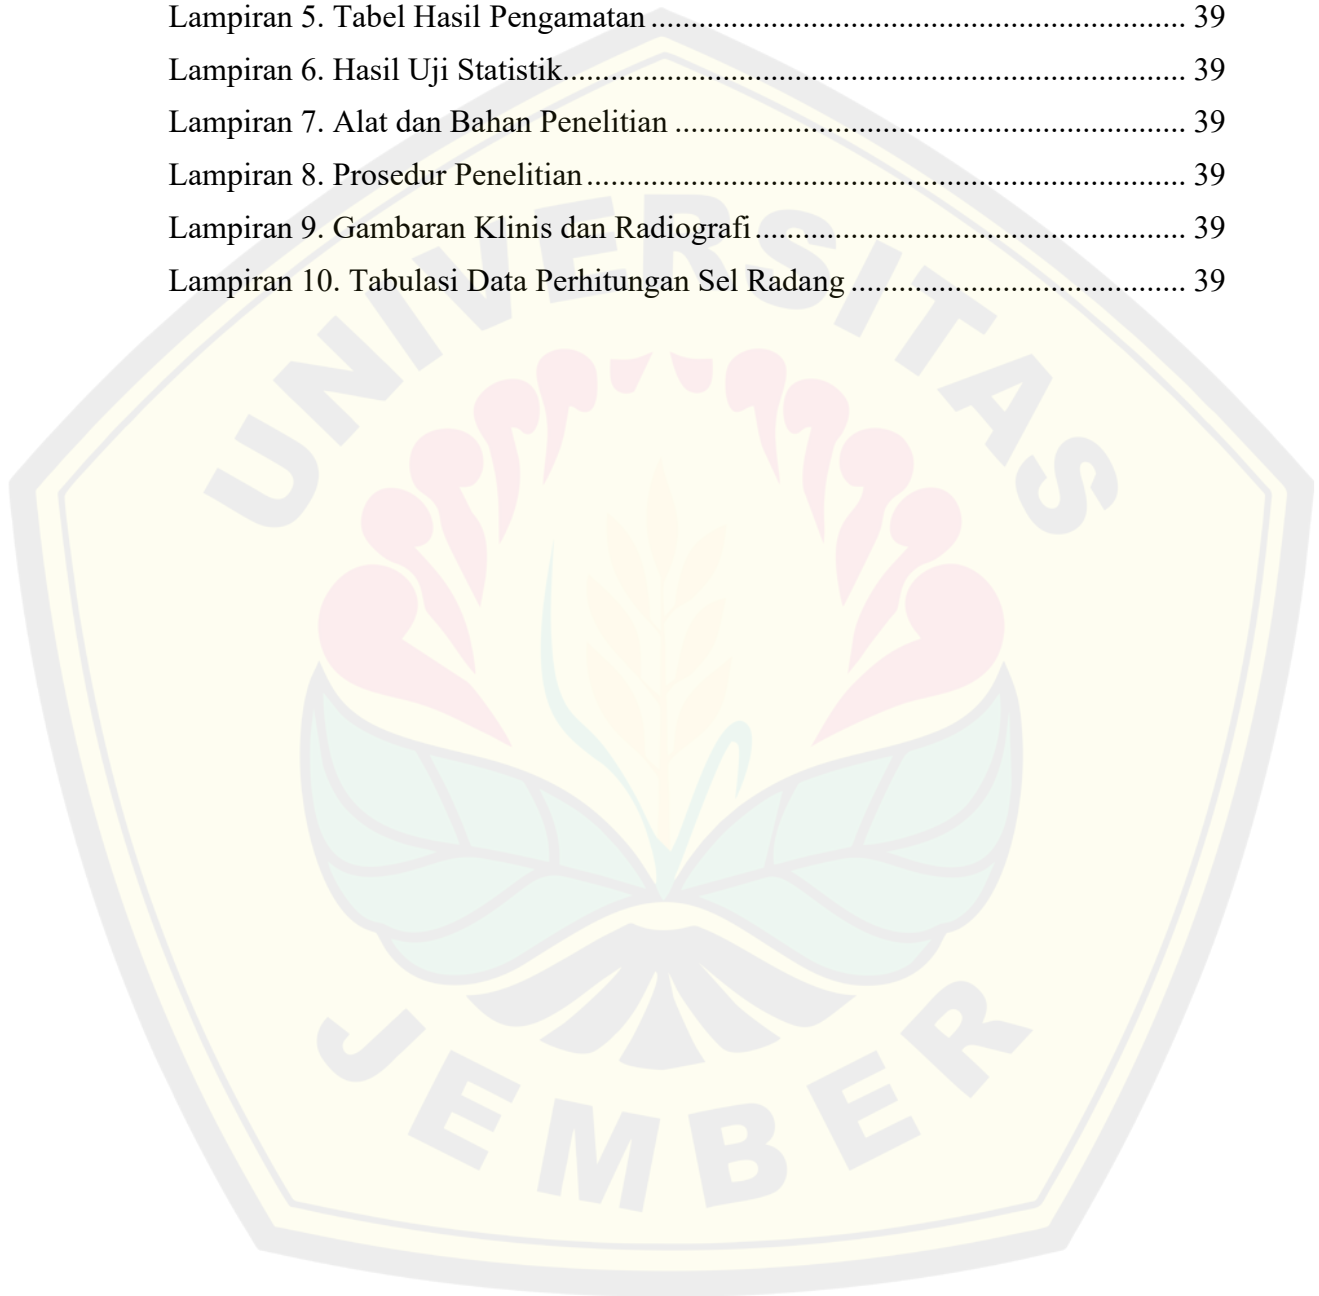 Lampiran 5. Tabel Hasil Pengamatan ........................................................................ 39
Lampiran 6. Hasil Uji Statistik.................................................................................. 39
Lampiran 7. Alat dan Bahan Penelitian ..................................................................... 39
Lampiran 8. Prosedur Penelitian ................................................................................ 39
Lampiran 9. Gambaran Klinis dan Radiografi ........................................................... 39
Lampiran 10. Tabulasi Data Perhitungan Sel Radang ............................................... 39
UNIVERSITAS
JEMBER